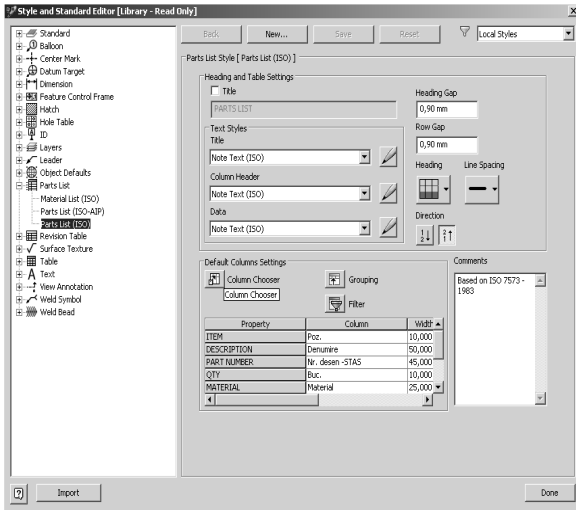 Style and Standard Editor [Library - Read Only]
Standard
Balloon
Center Mark
Datum Target
Dimension
Feature Control Frame
Hatch
Hole Table
ID
Layers
Leader
Object Defaults
Parts List
Material List (ISO)
Parts List (ISO-AIP)
Parts List (ISO)
Revision Table
Surface Texture
Table
Text
View Annotation
Weld Symbol
Weld Bead
Import
Back
New...
Save
Reset
Local Styles
Parts List Style [ Parts List (ISO) ]
Heading and Table Settings
Title
PARTS LIST
Text Styles
Title
Note Text (ISO)
Column Header
Note Text (ISO)
Data
Note Text (ISO)
Heading Gap
0,90 mm
Row Gap
0,90 mm
Heading Line Spacing
Direction
Default Columns Settings
Column Chooser
Column Chooser
Grouping
Filter
Property Column Width
ITEM Poz. 10,000
DESCRIPTION Denumire 50,000
PART NUMBER Nr. desen -STAS 45,000
QTY Buc. 10,000
MATERIAL Material 25,000
Comments
Based on ISO 7573 -
1983
Done